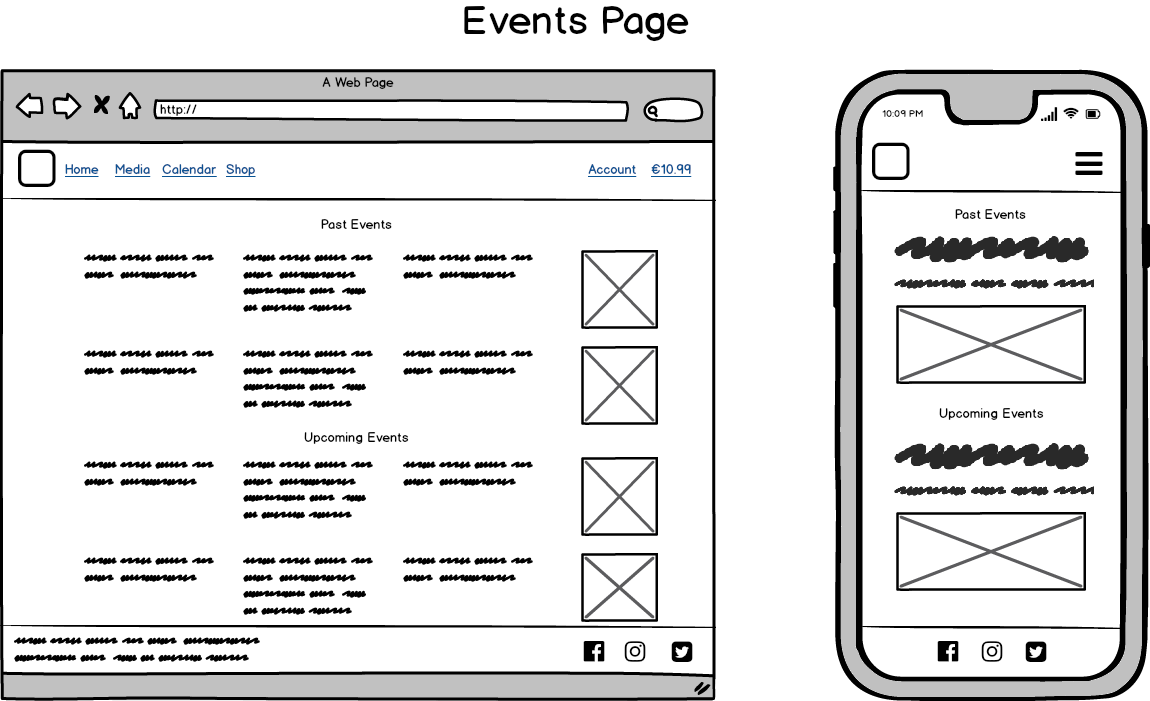 Events Page
A Web Page
http://
Home Media Calendar Shop Account €10.99
Past Events
Upcoming Events
10:09 PM
Past Events
Upcoming Events